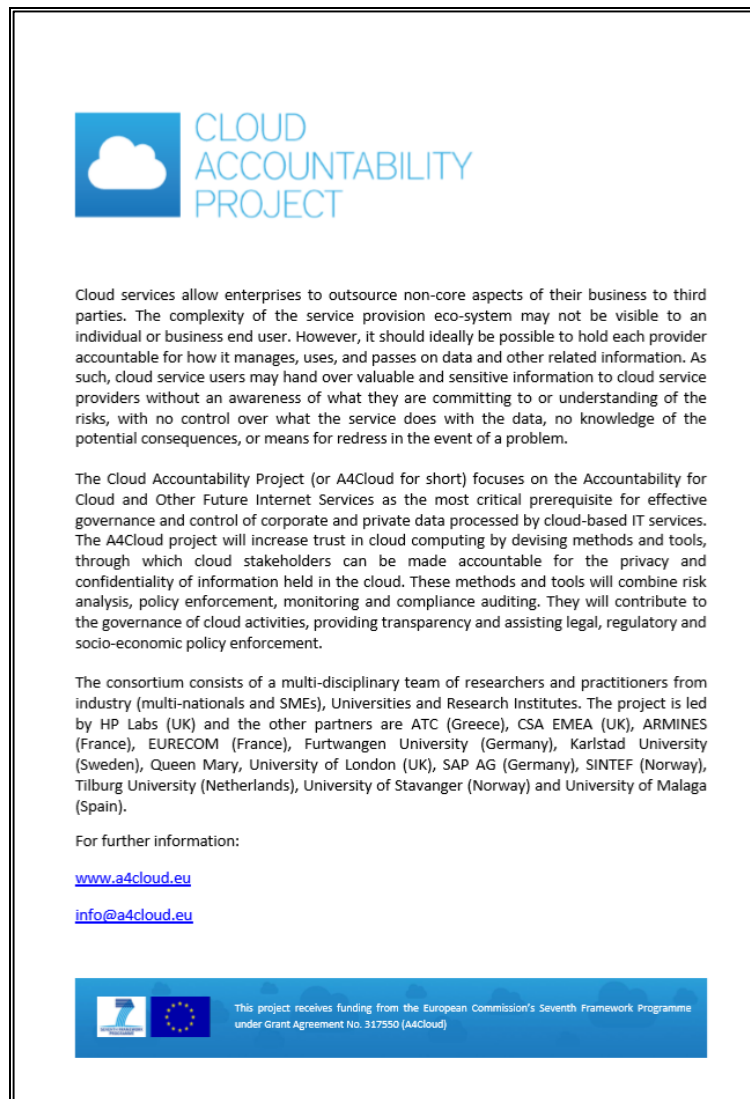 CLOUD
ACCOUNTABILITY
PROJECT
Cloud services allow enterprises to outsource non-core aspects of their business to third
parties. The complexity of the service provision eco-system may not be visible to an
individual or business end user. However, it should ideally be possible to hold each provider
accountable for how it manages, uses, and passes on data and other related information. As
such, cloud service users may hand over valuable and sensitive information to cloud service
providers without an awareness of what they are committing to or understanding of the
risks, with no control over what the service does with the data, no knowledge of the
potential consequences, or means for redress in the event of a problem.
The Cloud Accountability Project (or A4Cloud for short) focuses on the Accountability for
Cloud and Other Future Internet Services as the most critical prerequisite for effective
governance and control of corporate and private data processed by cloud-based IT services.
The A4Cloud project will increase trust in cloud computing by devising methods and tools,
through which cloud stakeholders can be made accountable for the privacy and
confidentiality of information held in the cloud. These methods and tools will combine risk
analysis, policy enforcement, monitoring and compliance auditing. They will contribute to
the governance of cloud activities, providing transparency and assisting legal, regulatory and
socio-economic policy enforcement.
The consortium consists of a multi-disciplinary team of researchers and practitioners from
industry (multi-nationals and SMEs), Universities and Research Institutes. The project is led
by HP Labs (UK) and the other partners are ATC (Greece), CSA EMEA (UK), ARMINES
(France), EURECOM (France), Furtwangen University (Germany), Karlstad University
(Sweden), Queen Mary, University of London (UK), SAP AG (Germany), SINTEF (Norway),
Tilburg University (Netherlands), University of Stavanger (Norway) and University of Malaga
(Spain).
For further information:
www.a4cloud.eu
info@a4cloud.eu
This project receives funding from the European Commission's Seventh Framework Programme
under Grant Agreement No. 317550 (A4Cloud)